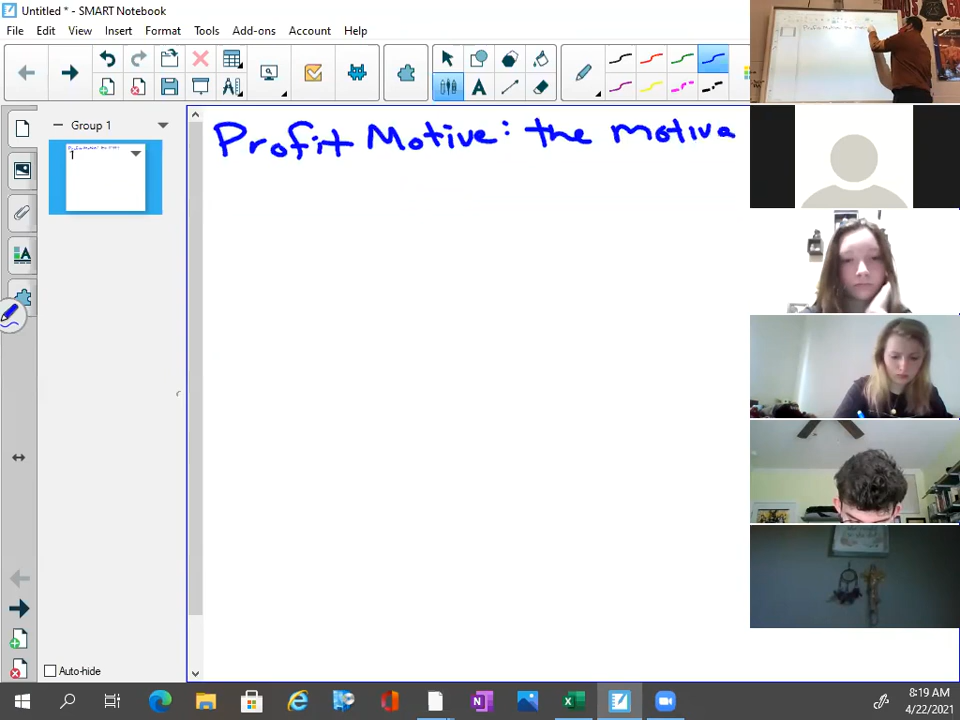 Untitled * - SMART Notebook
File Edit View Insert Format Tools Add-ons Account Help
Group 1
1
Profit Motive: the motiva
Auto-hide
8:19 AM
4/22/2021